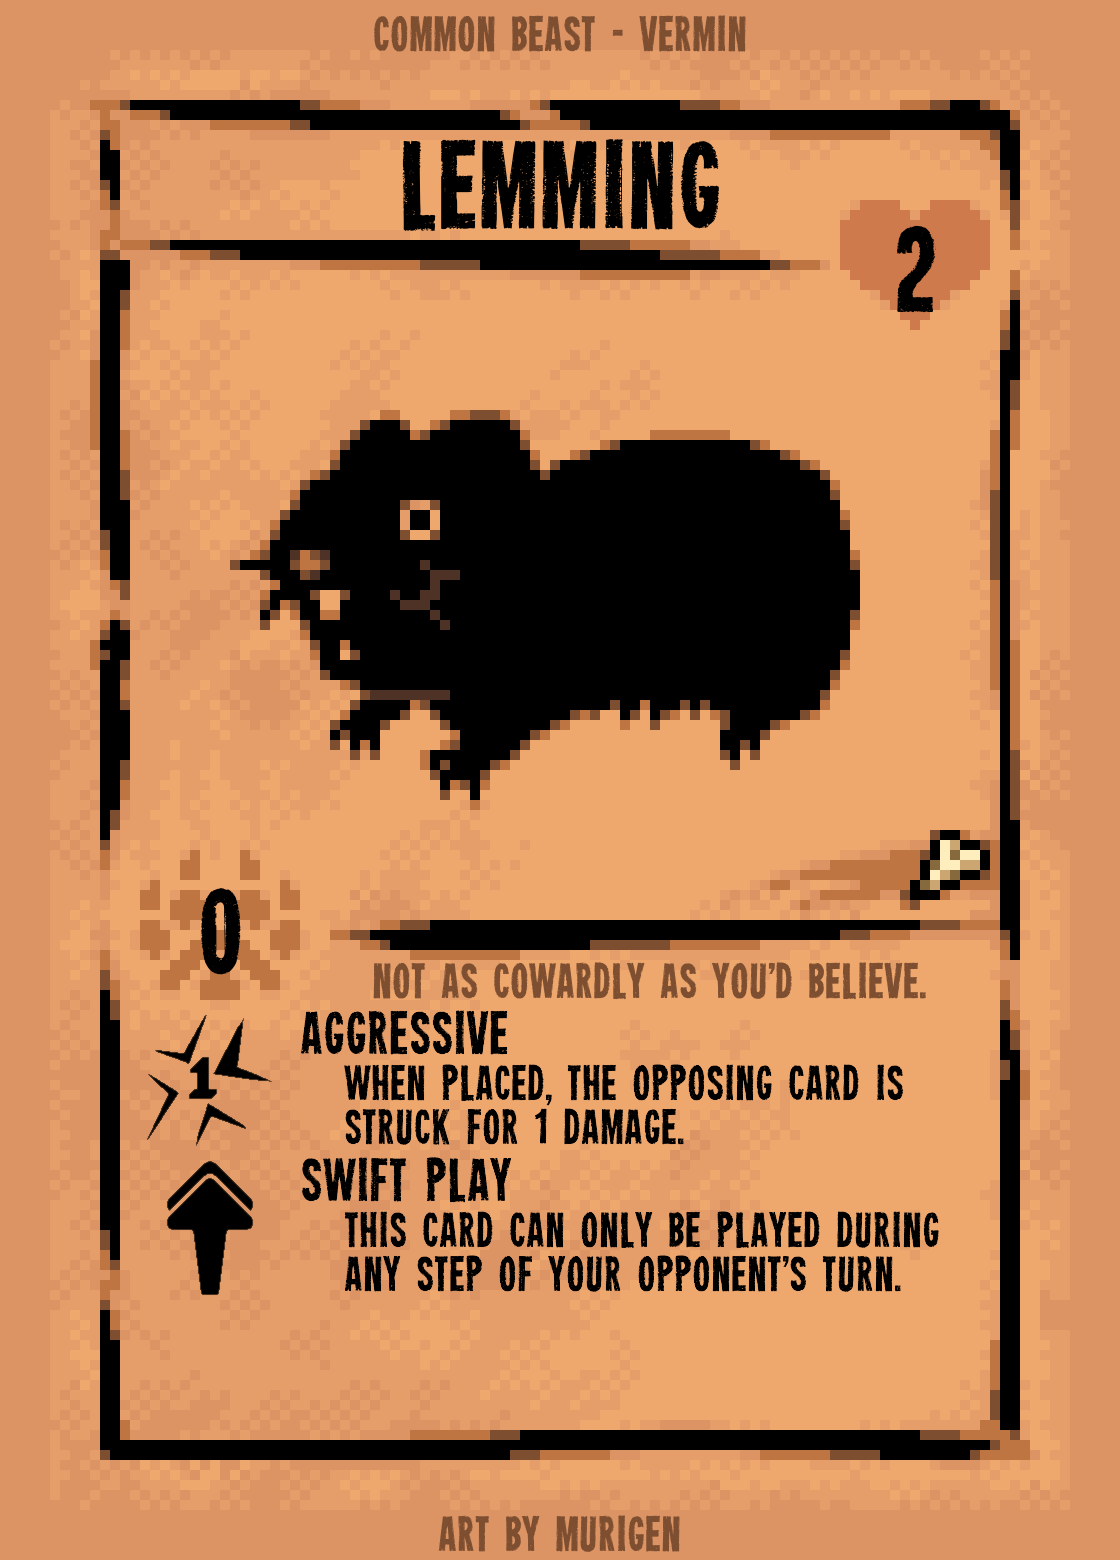 COMMON BEAST - VERMIN
LEMMING
2
0
NOT AS COWARDLY AS YOU'D BELIEVE.
AGGRESSIVE
1
WHEN PLACED, THE OPPOSING CARD IS
STRUCK FOR 1 DAMAGE.
SWIFT PLAY
THIS CARD CAN ONLY BE PLAYED DURING
ANY STEP OF YOUR OPPONENT'S TURN.
ART BY MURIGEN